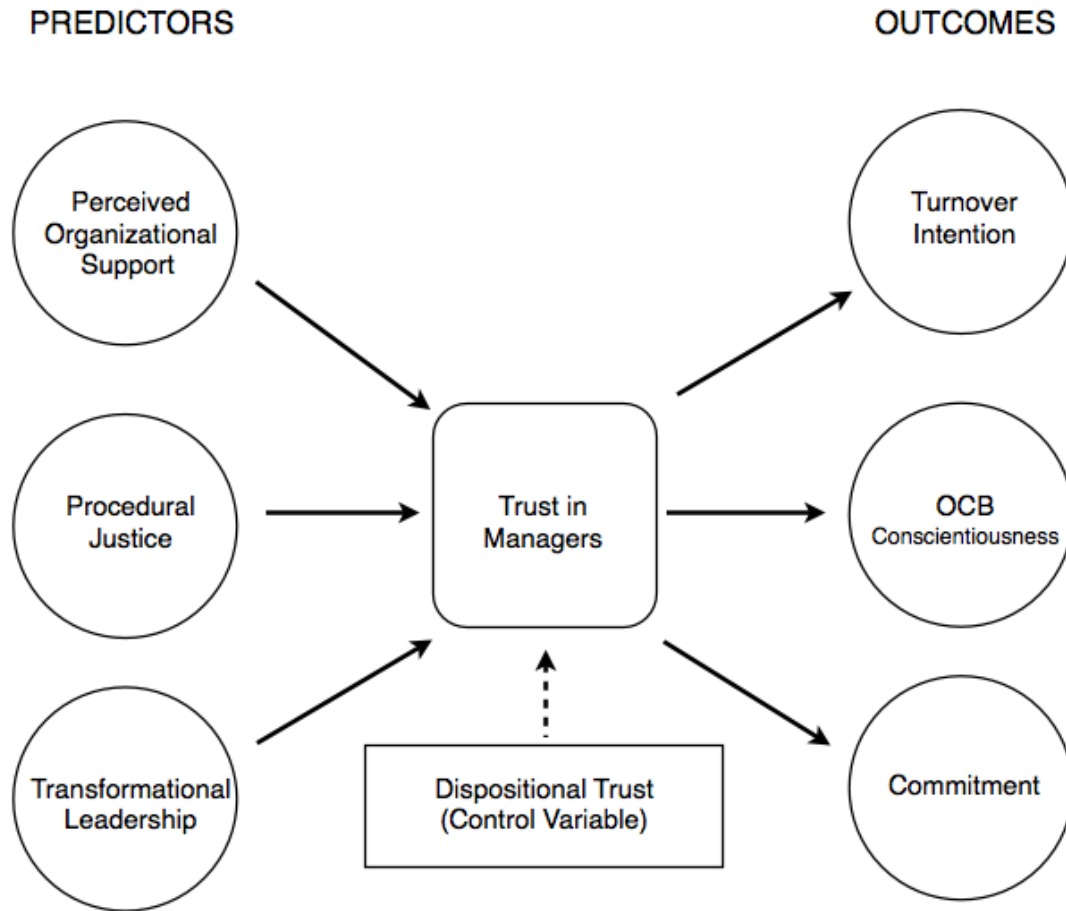 PREDICTORS
OUTCOMES
Perceived
Organizational
Support
Turnover
Intention
Procedural
Justice
Trust in
Managers
OCB
Conscientiousness
Transformational
Leadership
Dispositional Trust
(Control Variable)
Commitment